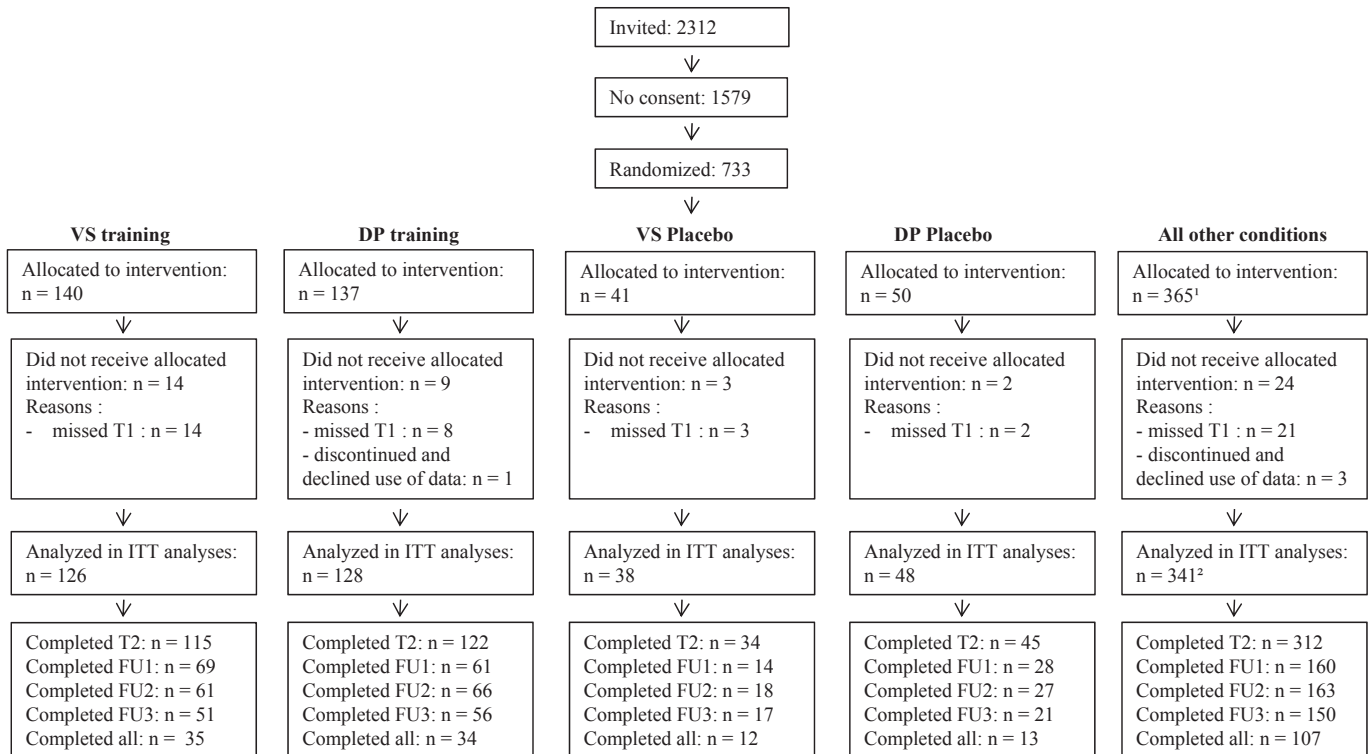 Invited: 2312
No consent: 1579
Randomized: 733
VS training
Allocated to intervention:
n = 140
Did not receive allocated
intervention: n = 14
Reasons :
- missed T1 : n = 14
Analyzed in ITT analyses:
n = 126
Completed T2: n = 115
Completed FU1: n = 69
Completed FU2: n = 61
Completed FU3: n = 51
Completed all: n = 35
DP training
Allocated to intervention:
n = 137
Did not receive allocated
intervention: n = 9
Reasons :
- missed T1 : n = 8
- discontinued and
declined use of data: n = 1
Analyzed in ITT analyses:
n = 128
Completed T2: n = 122
Completed FU1: n = 61
Completed FU2: n = 66
Completed FU3: n = 56
Completed all: n = 34
VS Placebo
Allocated to intervention:
n = 41
Did not receive allocated
intervention: n = 3
Reasons :
- missed T1 : n = 3
Analyzed in ITT analyses:
n = 38
Completed T2: n = 34
Completed FU1: n = 14
Completed FU2: n = 18
Completed FU3: n = 17
Completed all: n = 12
DP Placebo
Allocated to intervention:
n = 50
Did not receive allocated
intervention: n = 2
Reasons :
- missed T1 : n = 2
Analyzed in ITT analyses:
n = 48
Completed T2: n = 45
Completed FU1: n = 28
Completed FU2: n = 27
Completed FU3: n = 21
Completed all: n = 13
All other conditions
Allocated to intervention:
n = 365¹
Did not receive allocated
intervention: n = 24
Reasons :
- missed T1 : n = 21
- discontinued and
declined use of data: n = 3
Analyzed in ITT analyses:
n = 341²
Completed T2: n = 312
Completed FU1: n = 160
Completed FU2: n = 163
Completed FU3: n = 150
Completed all: n = 107